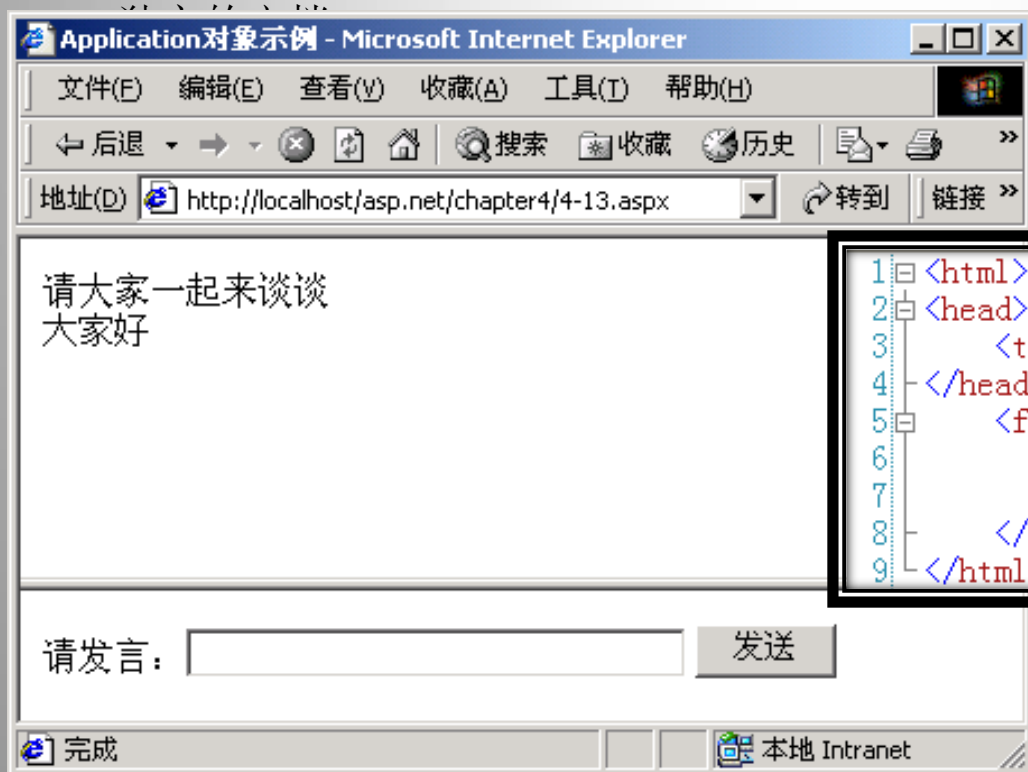 Application对象示例 - Microsoft Internet Explorer
文件(F) 编辑(E) 查看(V) 收藏(A) 工具(T) 帮助(H)
后退 搜索 收藏 历史 »
地址(D) http://localhost/asp.net/chapter4/4-13.aspx 转到 链接 »
请大家一起来谈谈
大家好
1 <html>
2 <head>
3 <t
4 </head
5 <f
6
7
8 </
9 </html
请发言： 发送
完成 本地 Intranet